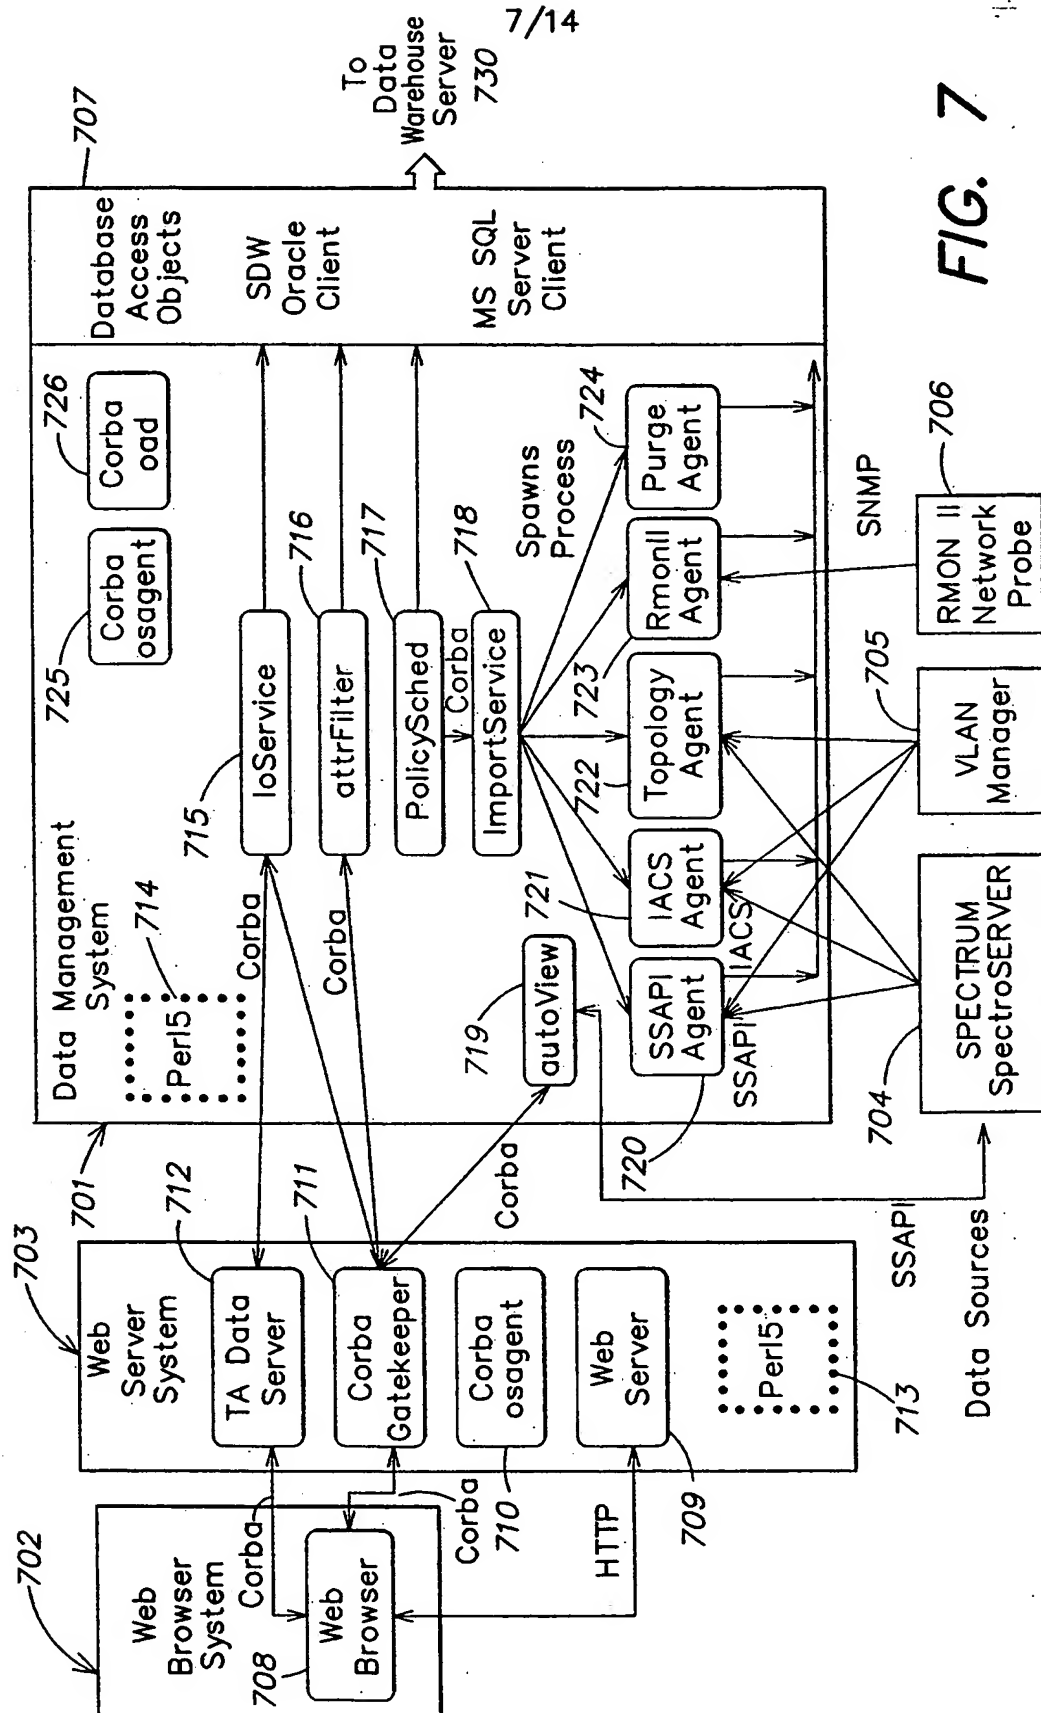 7/14
702
Web
Browser
System
708
Web
Browser
Corba
Corba
HTTP
703
Web
Server
System
712
TA Data
Server
711
Corba
Gatekeeper
710
Corba
osagent
709
Web
Server
Perl5
713
701
Data Management
System
714
Perl5
Corba
Corba
Corba
725
Corba
osagent
726
Corba
oad
715
IoService
716
attrFilter
717
PolicySched
Corba
718
ImportService
719
autoView
Spawns
Process
720
SSAPI
Agent
SSAPI
721
IACS
Agent
IACS
722
Topology
Agent
723
RmonII
Agent
724
Purge
Agent
707
Database
Access
Objects
SDW
Oracle
Client
MS SQL
Server
Client
To
Data
Warehouse
Server
730
SSAPI
Data Sources
704
SPECTRUM
SpectroSERVER
705
VLAN
Manager
SNMP
706
RMON II
Network
Probe
FIG. 7